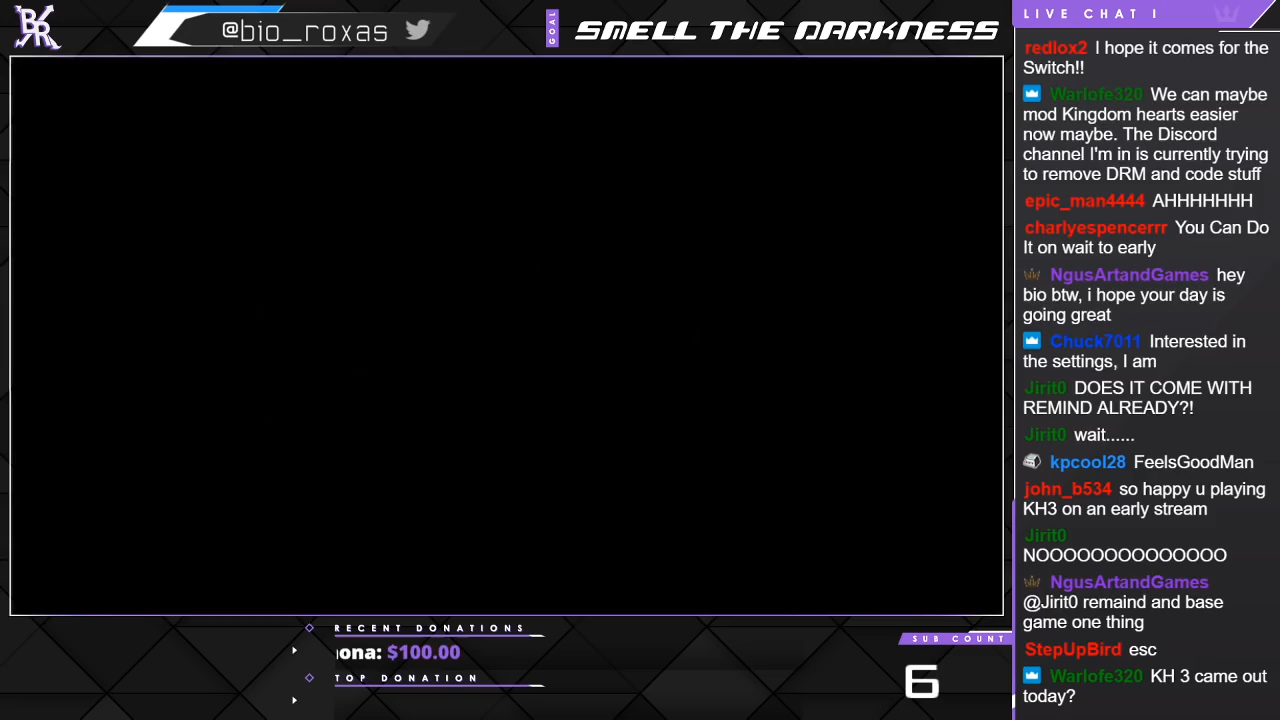 BR
@bio_roxas
GOAL
SMELL THE DARKNESS
LIVE CHAT
redlox2 I hope it comes for the
Switch!!
Warlofe320 We can maybe
mod Kingdom hearts easier
now maybe. The Discord
channel I'm in is currently trying
to remove DRM and code stuff
epic_man4444 AHHHHHHH
charlyespencerrr You Can Do
It on wait to early
NgusArtandGames hey
bio btw, i hope your day is
going great
Chuck7011 Interested in
the settings, I am
Jirit0 DOES IT COME WITH
REMIND ALREADY?!
Jirit0 wait......
kpcool28 FeelsGoodMan
john_b534 so happy u playing
KH3 on an early stream
Jirit0
NOOOOOOOOOOOOOO
NgusArtandGames
@Jirit0 remaind and base
game one thing
StepUpBird esc
Warlofe320 KH 3 came out
today?
RECENT DONATIONS
$100.00
TOP DONATION
SUB COUNT
6